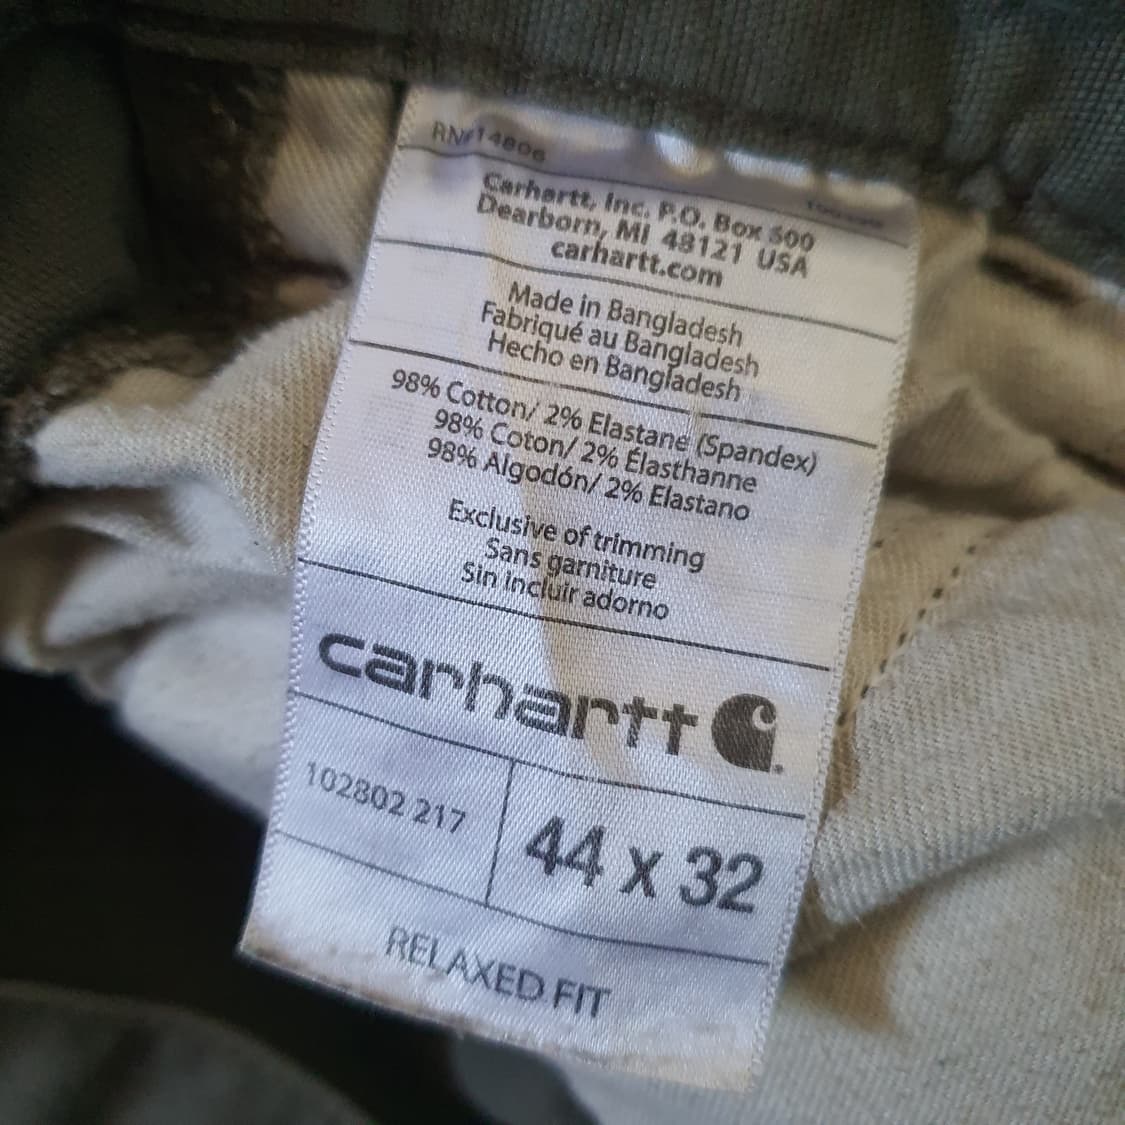 RN#14806
Carhartt, Inc. P.O. Box 500
Dearborn, MI 48121 USA
carhartt.com
Made in Bangladesh
Fabriqué au Bangladesh
Hecho en Bangladesh
98% Cotton/ 2% Elastane (Spandex)
98% Coton/ 2% Élasthanne
98% Algodón/ 2% Elastano
Exclusive of trimming
Sans garniture
Sin incluir adorno
carhartt
102802 217
44 x 32
RELAXED FIT